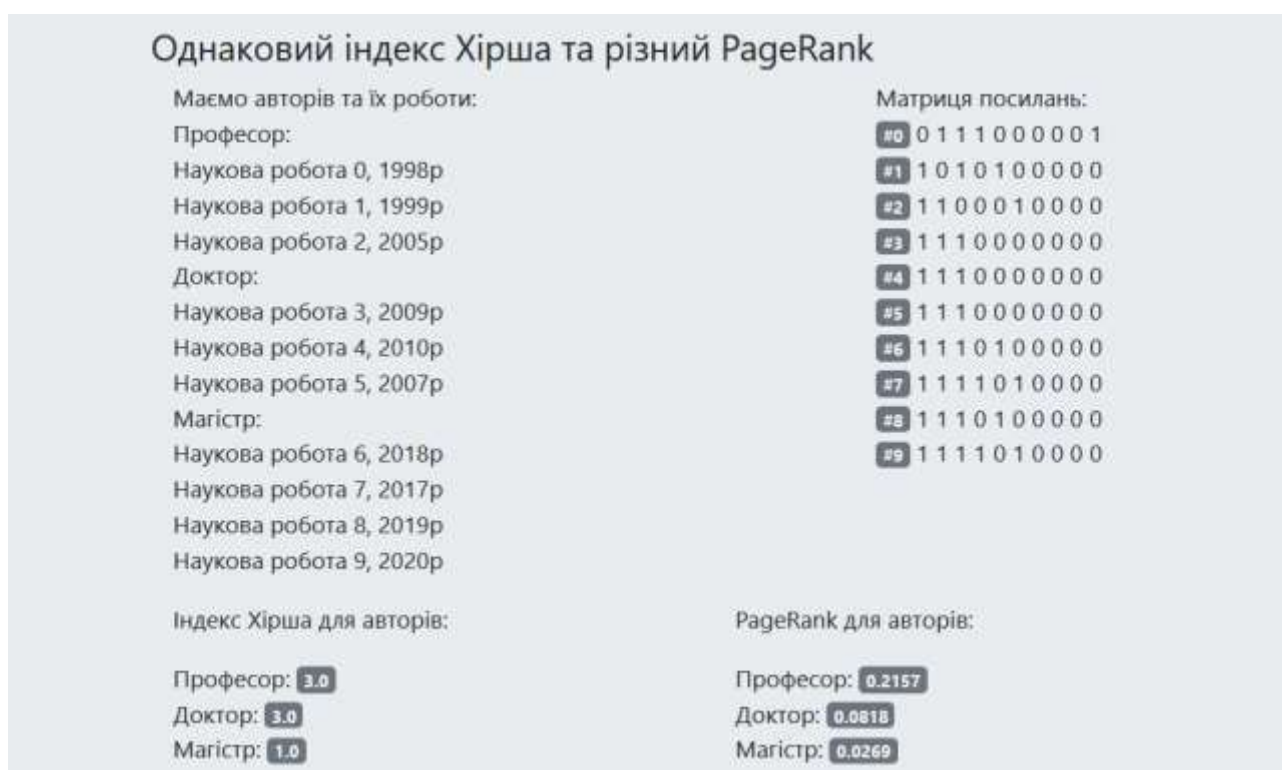 Однаковий індекс Хірша та різний PageRank
Маємо авторів та їх роботи:
Професор:
Наукова робота 0, 1998р
Наукова робота 1, 1999р
Наукова робота 2, 2005р
Доктор:
Наукова робота 3, 2009р
Наукова робота 4, 2010р
Наукова робота 5, 2007р
Магістр:
Наукова робота 6, 2018р
Наукова робота 7, 2017р
Наукова робота 8, 2019р
Наукова робота 9, 2020р
Матриця посилань:
#0 0 1 1 1 0 0 0 0 0 1
#1 1 0 1 0 1 0 0 0 0 0
#2 1 1 0 0 0 1 0 0 0 0
#3 1 1 1 0 0 0 0 0 0 0
#4 1 1 1 0 0 0 0 0 0 0
#5 1 1 1 0 0 0 0 0 0 0
#6 1 1 1 0 1 0 0 0 0 0
#7 1 1 1 1 0 1 0 0 0 0
#8 1 1 1 0 1 0 0 0 0 0
#9 1 1 1 1 0 1 0 0 0 0
Індекс Хірша для авторів:
Професор: 3.0
Доктор: 3.0
Магістр: 1.0
PageRank для авторів:
Професор: 0.2157
Доктор: 0.0818
Магістр: 0.0269